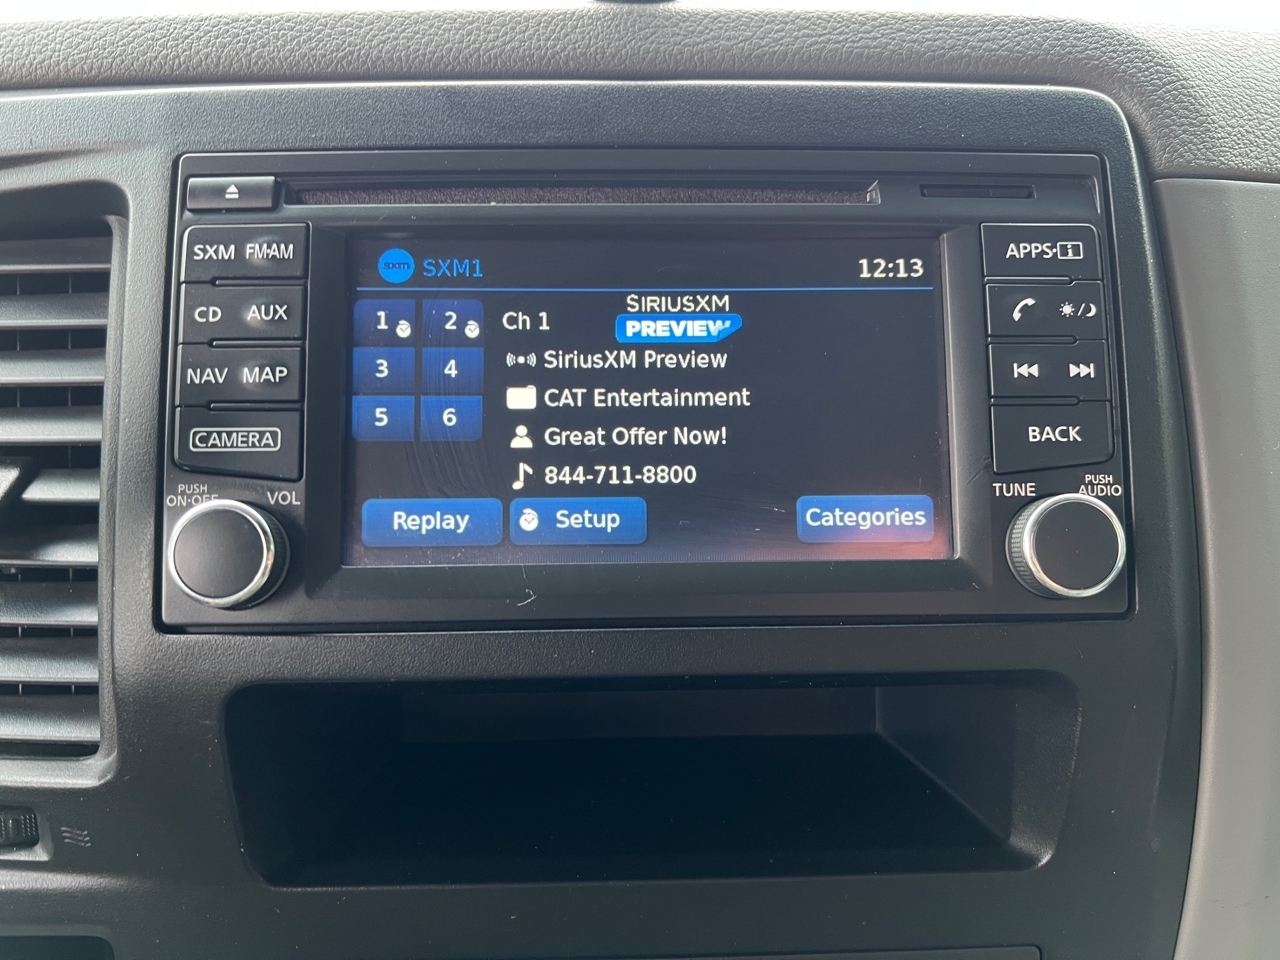 SXM FM·AM
CD AUX
NAV MAP
CAMERA
PUSH
ON·OFF
VOL
sxm SXM1
12:13
1 2
3 4
5 6
Ch 1
SIRIUSXM
PREVIEW
SiriusXM Preview
CAT Entertainment
Great Offer Now!
844-711-8800
Replay
Setup
Categories
APPS·i
BACK
TUNE
PUSH
AUDIO